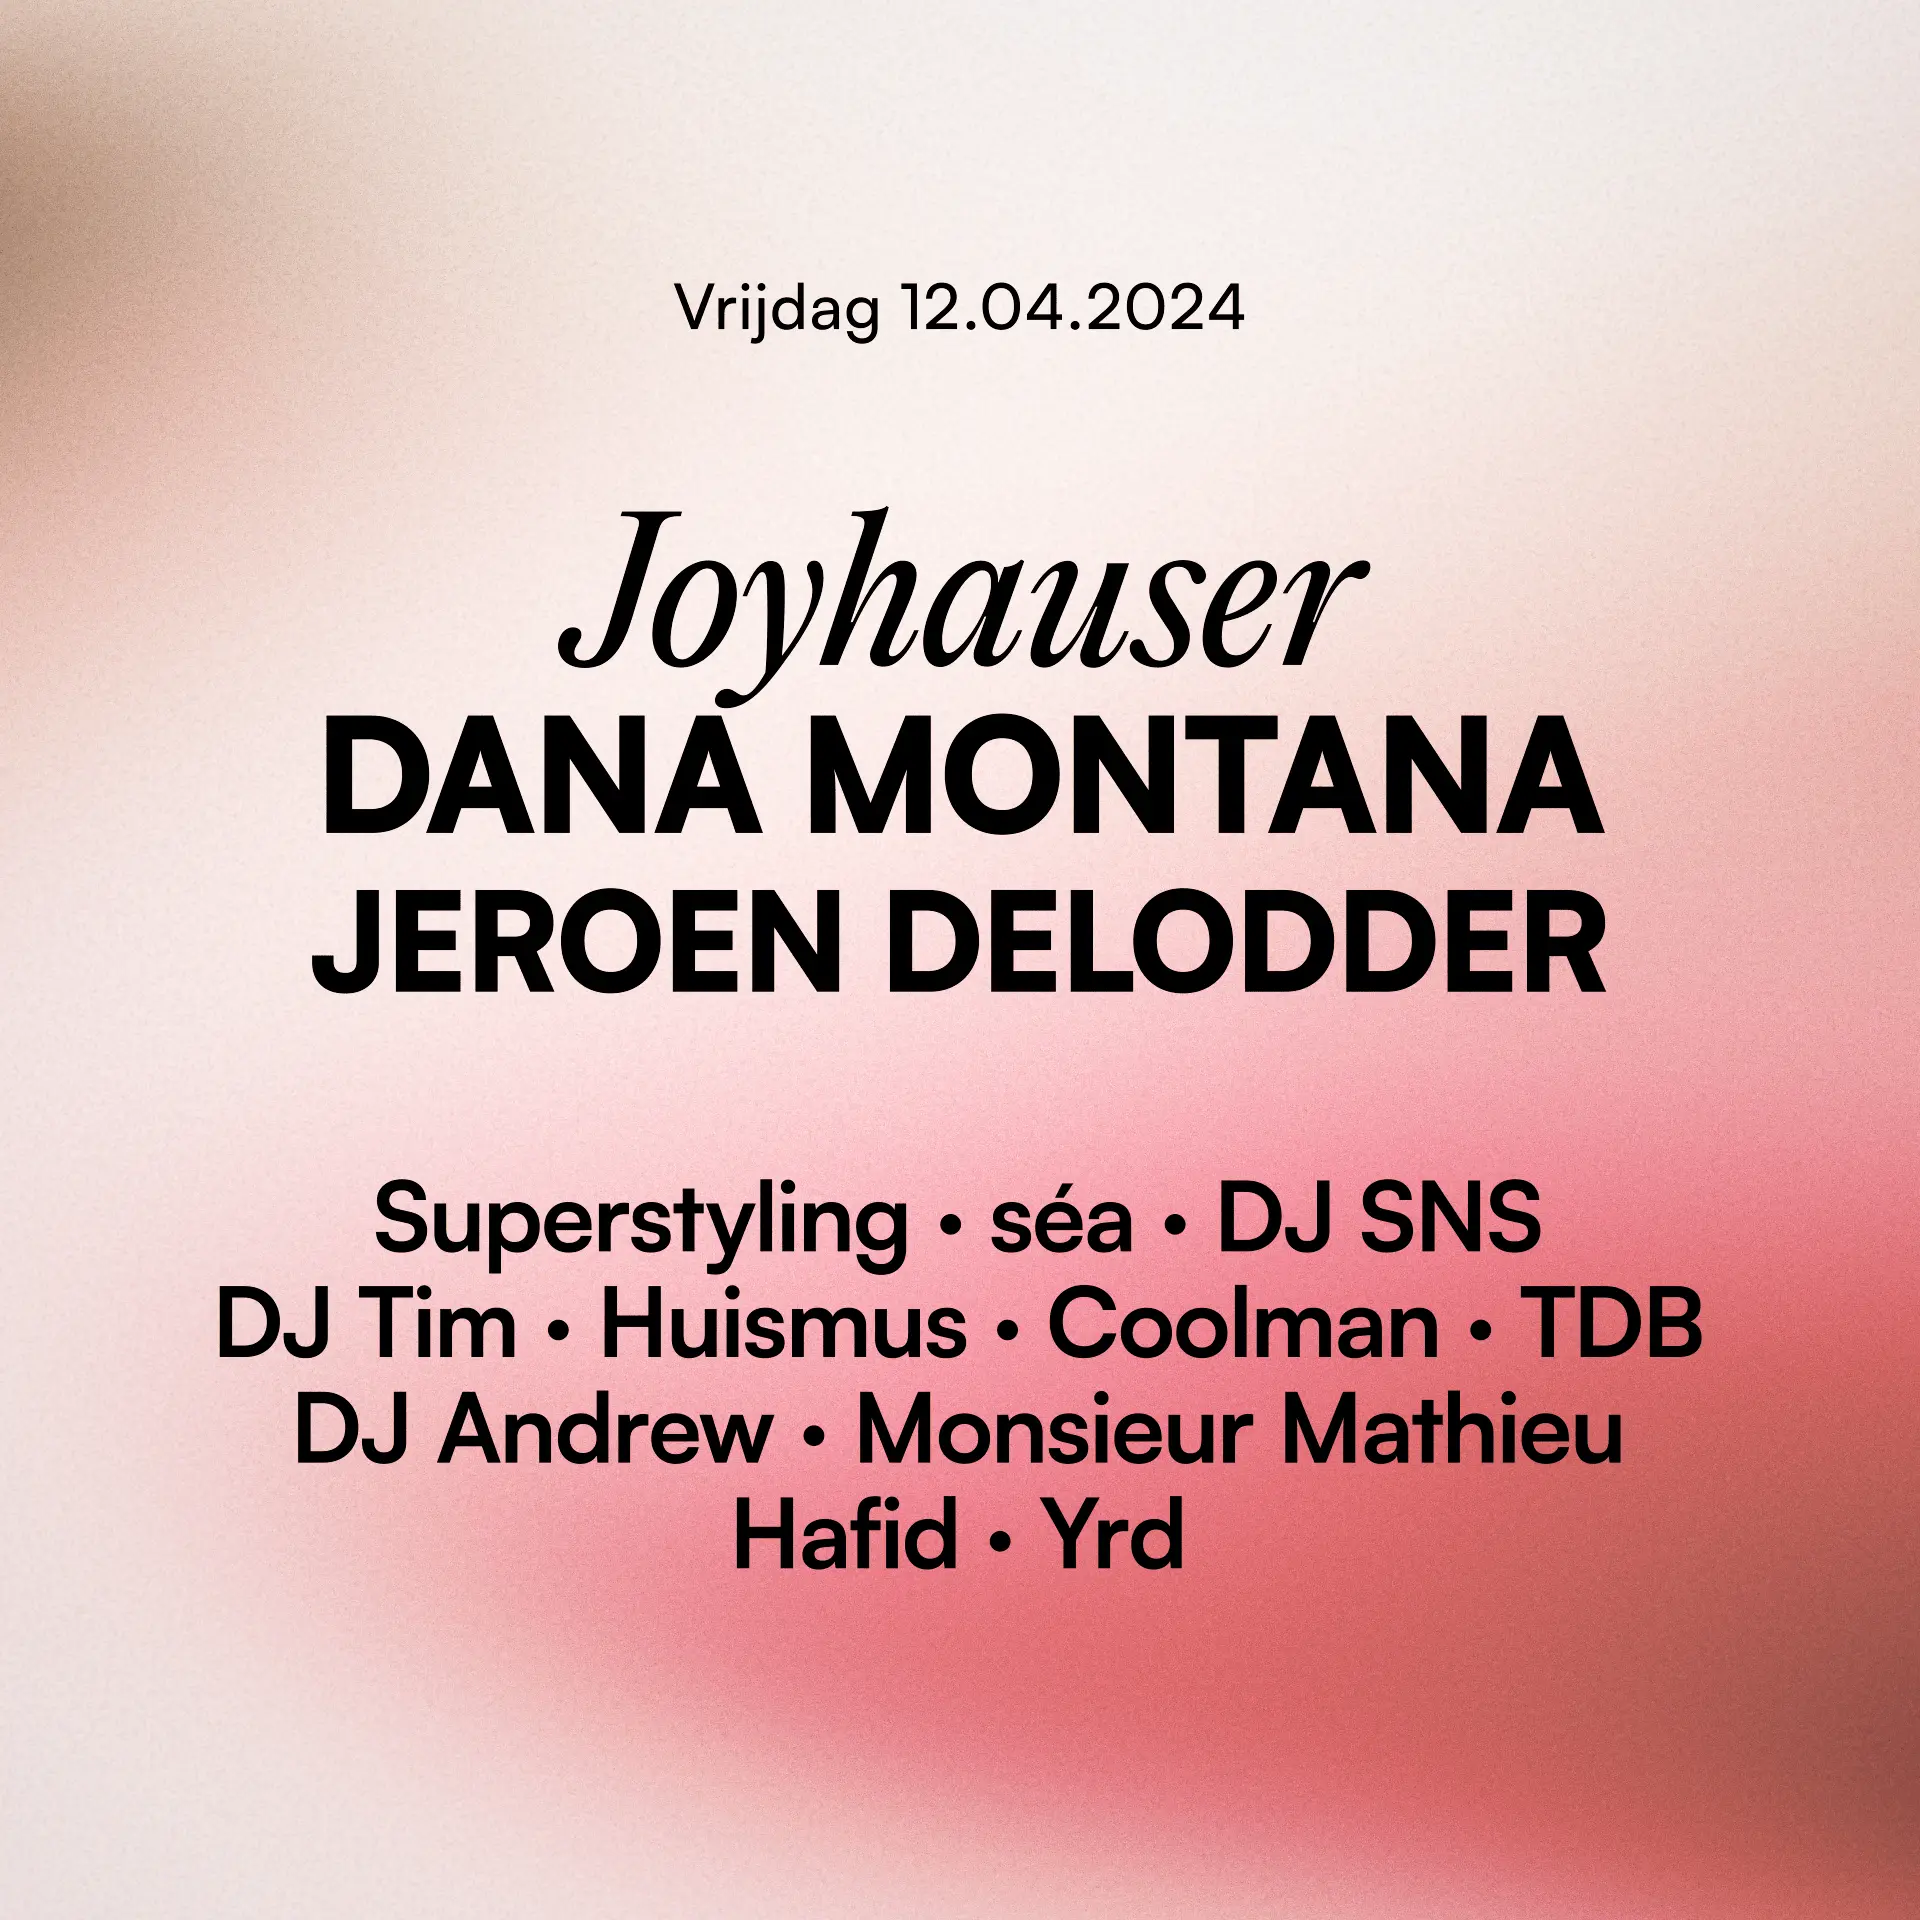 Vrijdag 12.04.2024
Joyhauser
DANA MONTANA
JEROEN DELODDER
Superstyling • séa • DJ SNS
DJ Tim • Huismus • Coolman • TDB
DJ Andrew • Monsieur Mathieu
Hafid • Yrd